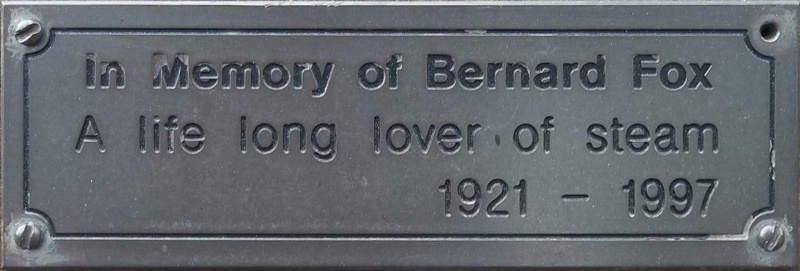 In Memory of Bernard Fox
A life long lover of steam
1921 – 1997